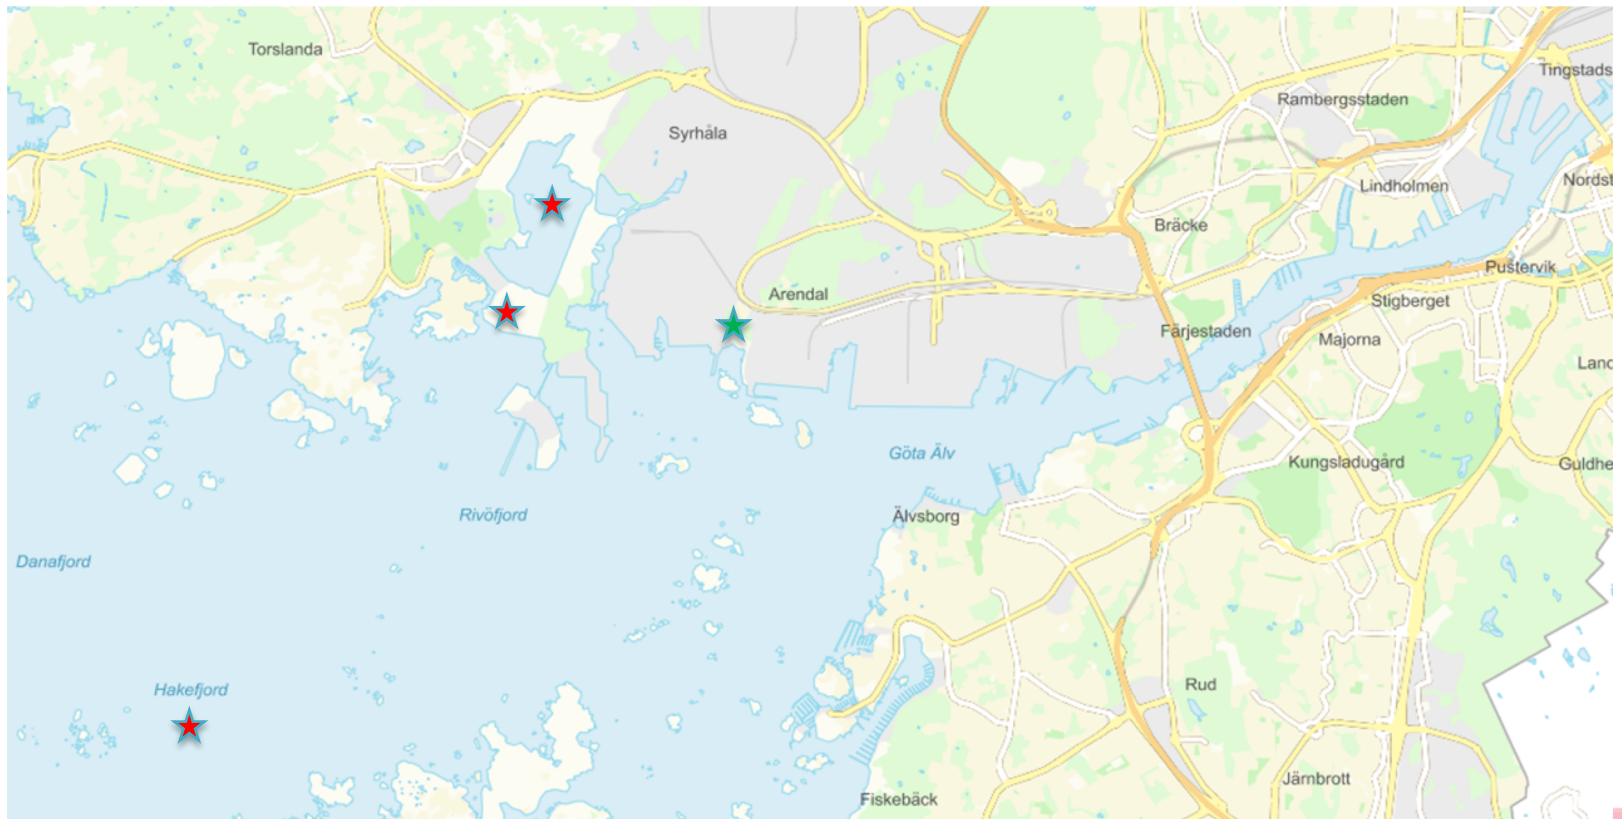 Torslanda
Tingstads
Rambergsstaden
Syrhåla
Nordst
Lindholmen
Bräcke
Pustervik
Arendal
Stigberget
Färjestaden
Majorna
Land
Göta Älv
Kungsladugård
Guldhe
Rivöfjord
Älvsborg
Danafjord
Rud
Hakefjord
Järnbrott
Fiskebäck